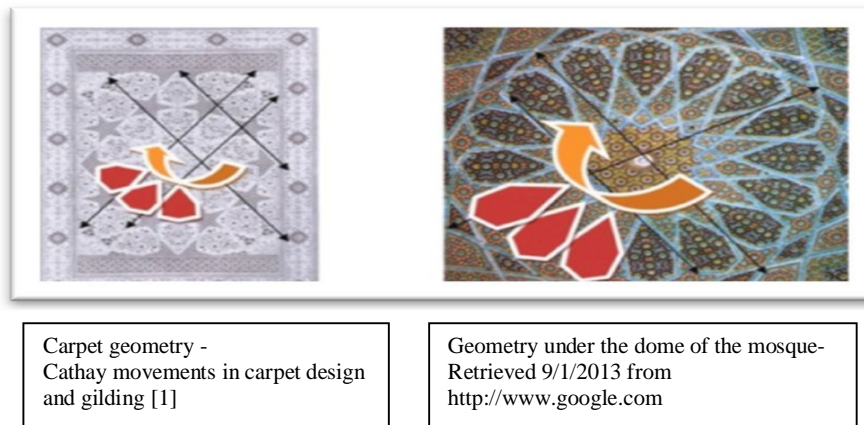 Carpet geometry -
Cathay movements in carpet design
and gilding [1]
Geometry under the dome of the mosque-
Retrieved 9/1/2013 from
http://www.google.com